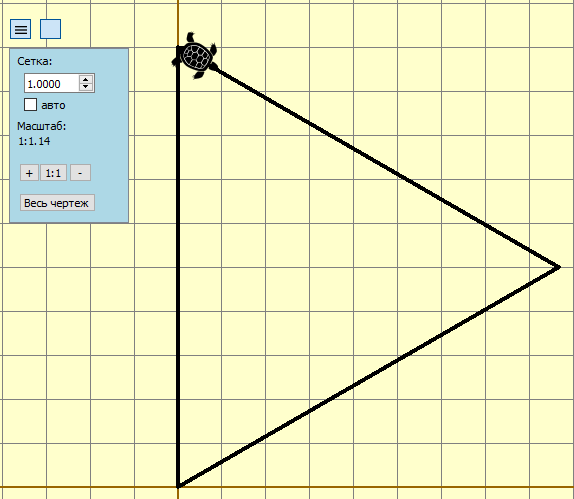 Сетка:
1.0000
авто
Масштаб:
1:1.14
+ 1:1 -
Весь чертеж